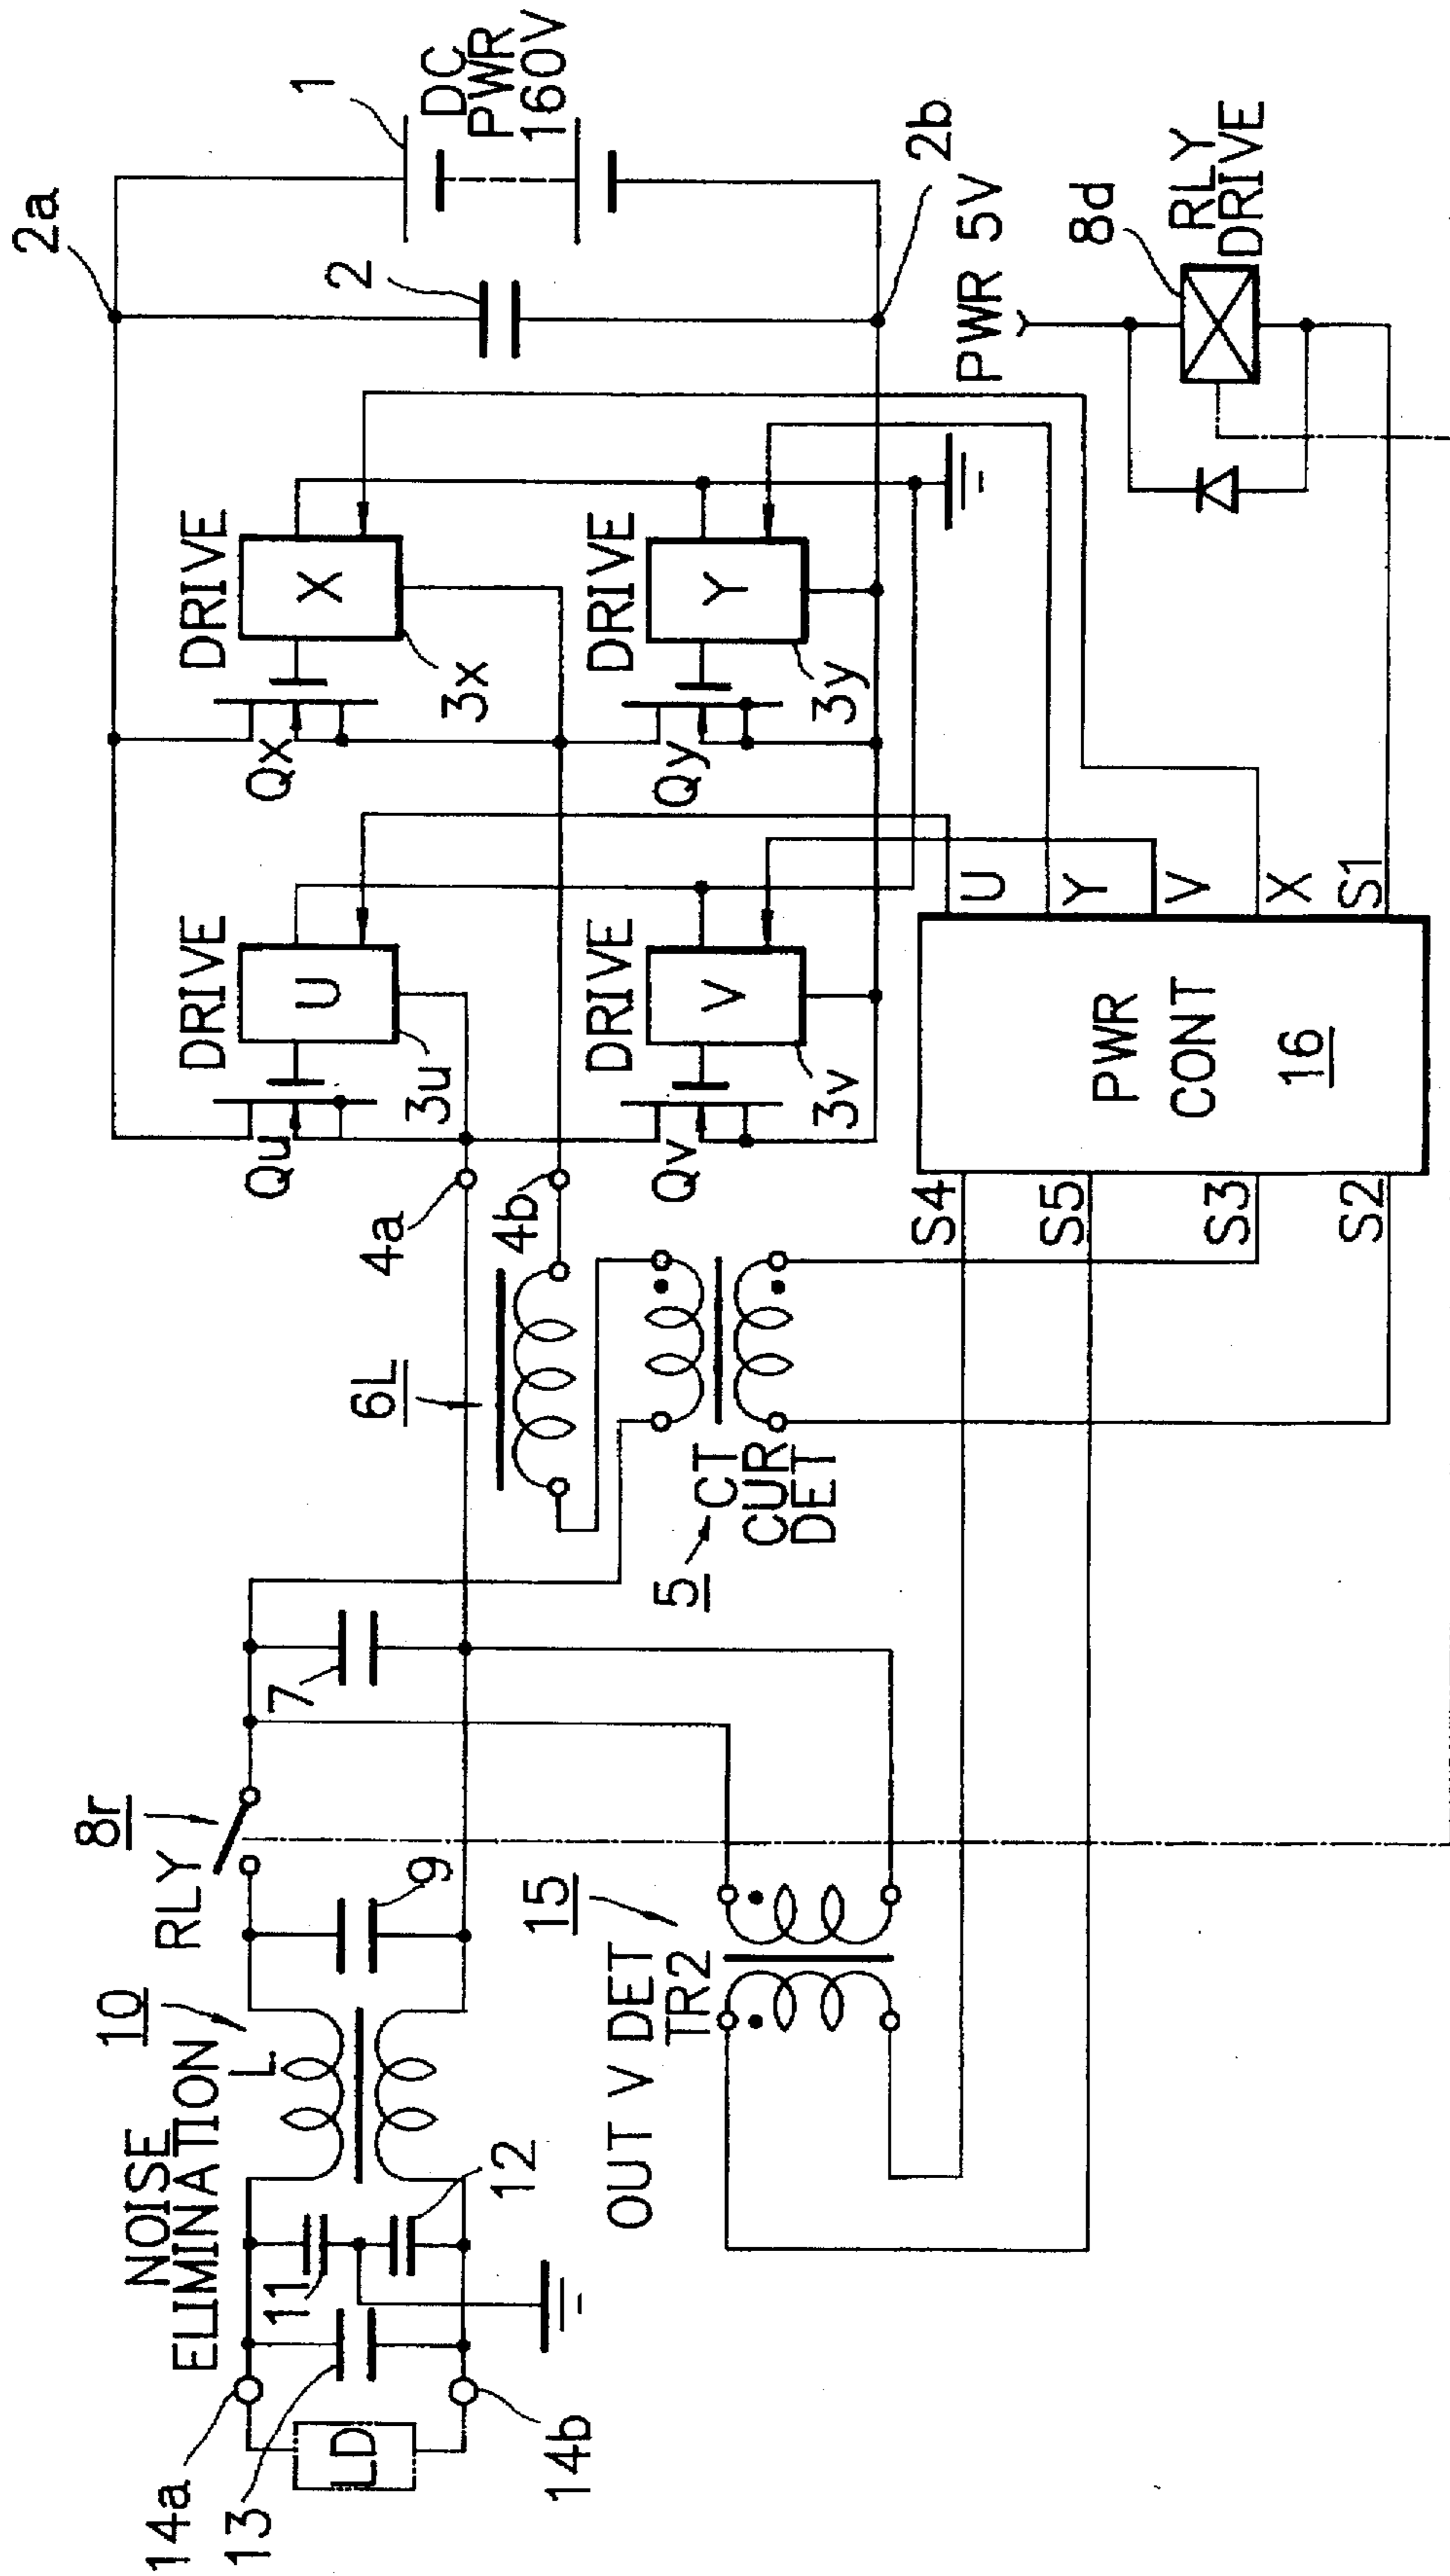 14a
13
LD
14b
NOISE
ELIMINATION
10
L
11
12
RLY
8r
9
7
OUT V DET
TR2
15
6L
5
CT
CUR
DET
4a
4b
Qu
DRIVE
U
3u
Qv
DRIVE
V
3v
Qx
DRIVE
X
3x
Qy
DRIVE
Y
3y
2a
2
1
DC
PWR
160V
2b
S4
S5
S3
S2
PWR
CONT
16
U
Y
V
X
S1
PWR 5V
8d
RLY
DRIVE